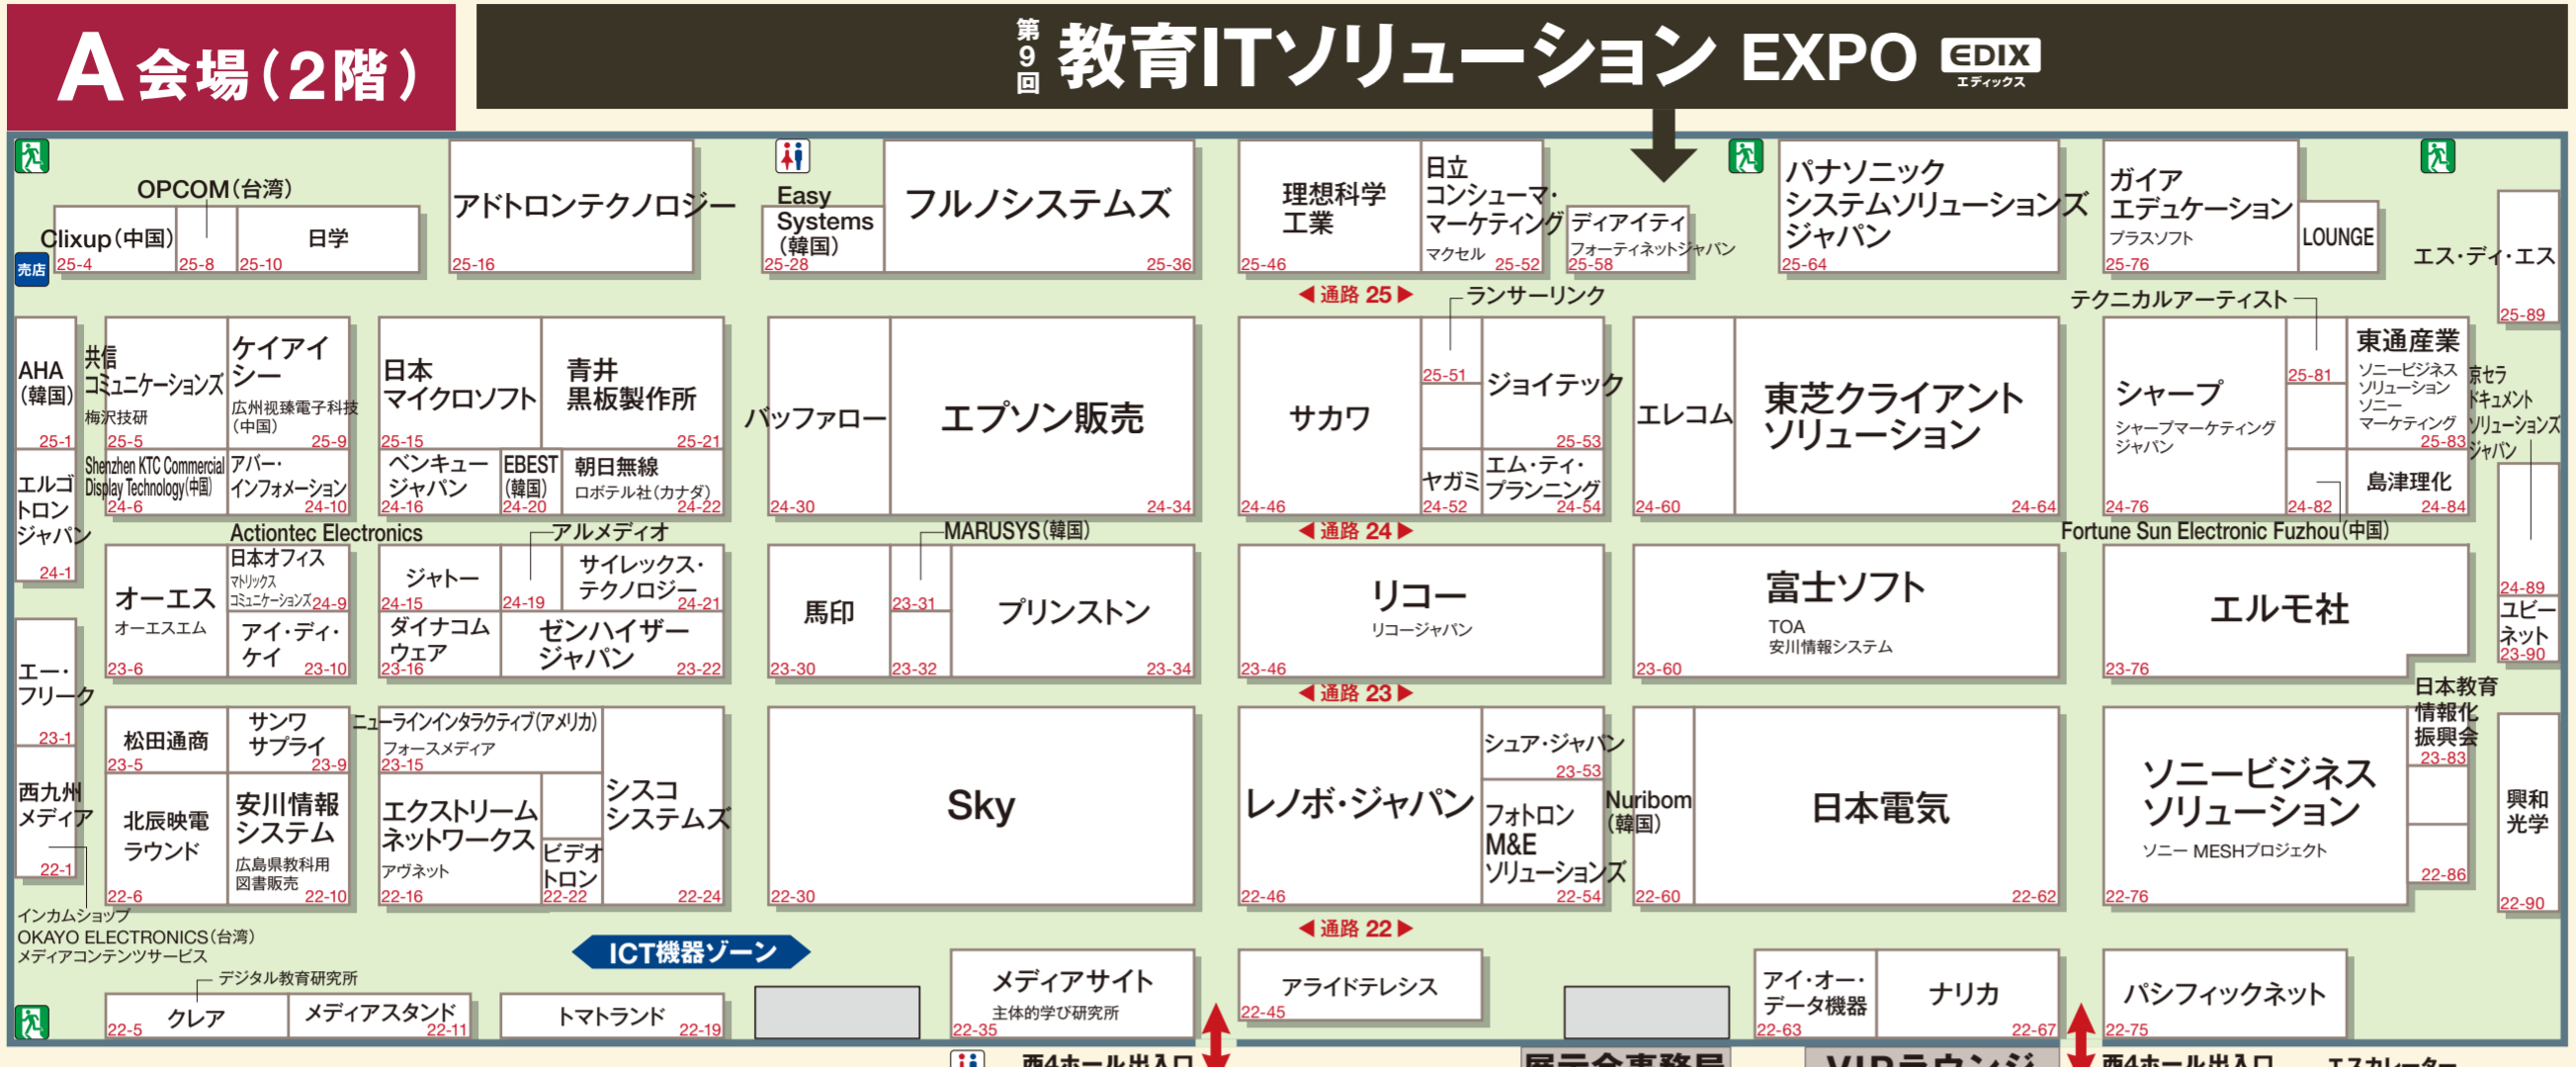 A会場(2階)
第9回 教育ITソリューション EXPO EDIX
エディックス
OPCOM(台湾)
Clixup(中国)
25-4
25-8
日学
25-10
売店
アドトロンテクノロジー
25-16
Easy
Systems
(韓国)
25-28
フルノシステムズ
25-36
理想科学
工業
25-46
日立
コンシューマ・
マーケティング
マクセル
25-52
ディアイティ
フォーティネットジャパン
25-58
パナソニック
システムソリューションズ
ジャパン
25-64
ガイア
エデュケーション
プラスソフト
25-76
LOUNGE
エス・ディ・エス
25-89
通路 25
AHA
(韓国)
25-1
共信
コミュニケーションズ
梅沢技研
25-5
ケイアイ
シー
広州視臻電子科技
(中国)
25-9
日本
マイクロソフト
25-15
青井
黒板製作所
25-21
バッファロー
24-30
エプソン販売
24-34
サカワ
24-46
ランサーリンク
25-51
ジョイテック
25-53
ヤガミ
24-52
エム・ティ・
プランニング
24-54
エレコム
24-60
東芝クライアント
ソリューション
24-64
シャープ
シャープマーケティング
ジャパン
24-76
テクニカルアーティスト
25-81
東通産業
ソニービジネス
ソリューション
ソニー
マーケティング
25-83
24-82
島津理化
24-84
京セラ
ドキュメント
ソリューションズ
ジャパン
24-89
エルゴ
トロン
ジャパン
24-1
Shenzhen KTC Commercial
Display Technology(中国)
24-6
アバー・
インフォメーション
24-10
ベンキュー
ジャパン
24-16
EBEST
(韓国)
24-20
朝日無線
ロボテル社(カナダ)
24-22
通路 24
Fortune Sun Electronic Fuzhou(中国)
Actiontec Electronics
アルメディオ
MARUSYS(韓国)
オーエス
オーエスエム
23-6
日本オフィス
マトリックス
コミュニケーションズ
24-9
アイ・ディ・
ケイ
23-10
ジャトー
24-15
24-19
サイレックス・
テクノロジー
24-21
ダイナコム
ウェア
23-16
ゼンハイザー
ジャパン
23-22
馬印
23-30
23-31
23-32
プリンストン
23-34
リコー
リコージャパン
23-46
富士ソフト
TOA
安川情報システム
23-60
エルモ社
23-76
ユビー
ネット
23-90
通路 23
エー・
フリーク
23-1
松田通商
23-5
サンワ
サプライ
23-9
ニューラインインタラクティブ(アメリカ)
フォースメディア
23-15
シスコ
システムズ
22-24
西九州
メディア
22-1
北辰映電
ラウンド
22-6
安川情報
システム
広島県教科用
図書販売
22-10
エクストリーム
ネットワークス
アヴネット
22-16
ビデオ
トロン
22-22
Sky
22-30
レノボ・ジャパン
22-46
シュア・ジャパン
23-53
フォトロン
M&E
ソリューションズ
22-54
Nuribom
(韓国)
22-60
日本電気
22-62
ソニービジネス
ソリューション
ソニー MESHプロジェクト
22-76
日本教育
情報化
振興会
23-83
22-86
興和
光学
22-90
通路 22
インカムショップ
OKAYO ELECTRONICS(台湾)
メディアコンテンツサービス
ICT機器ゾーン
デジタル教育研究所
クレア
22-5
メディアスタンド
22-11
トマトランド
22-19
メディアサイト
主体的学び研究所
22-35
アライドテレシス
22-45
アイ・オー・
データ機器
22-63
ナリカ
22-67
パシフィックネット
22-75
西4ホール出入口
展示会事務局
VIPラウンジ
西4ホール出入口
エスカレーター